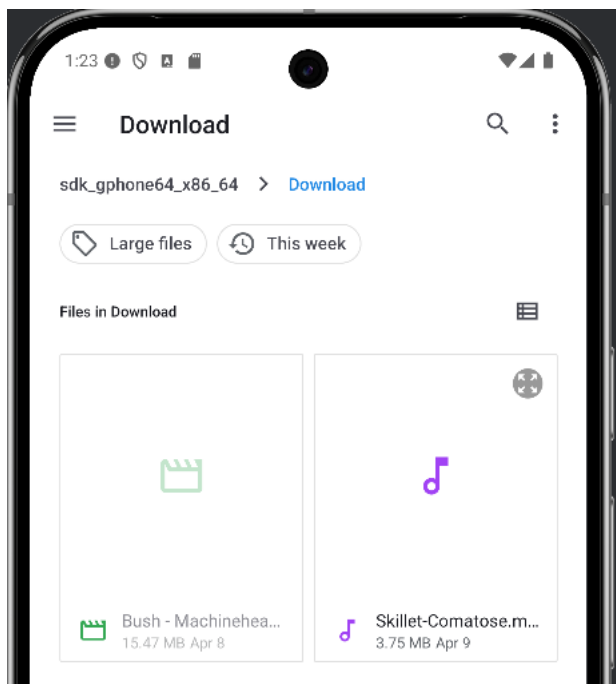 1:23
Download
sdk_gphone64_x86_64 > Download
Large files
This week
Files in Download
Bush - Machinehea...
15.47 MB Apr 8
Skillet-Comatose.m...
3.75 MB Apr 9